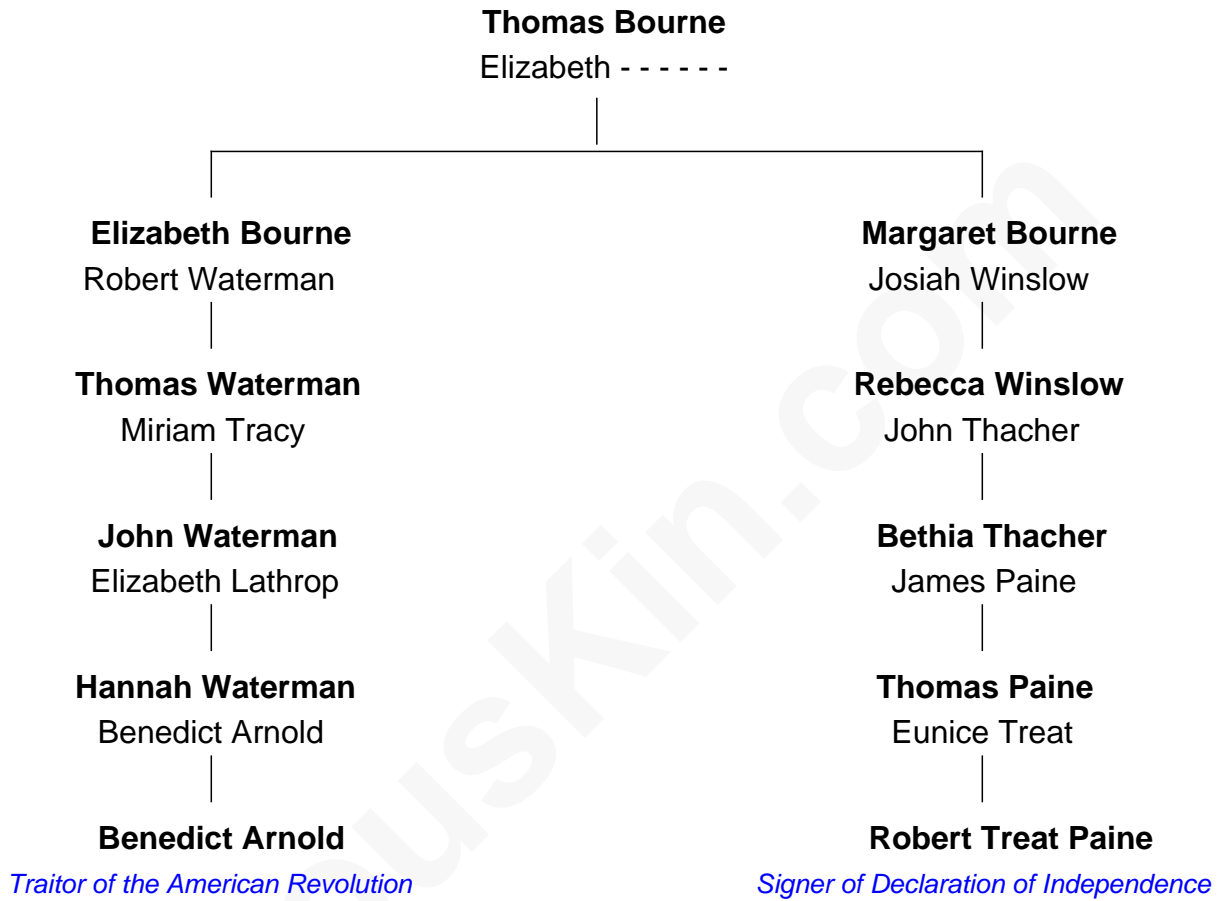 Thomas Bourne
Elizabeth - - - - - -
Elizabeth Bourne
Robert Waterman
Margaret Bourne
Josiah Winslow
Thomas Waterman
Miriam Tracy
Rebecca Winslow
John Thacher
John Waterman
Elizabeth Lathrop
Bethia Thacher
James Paine
Hannah Waterman
Benedict Arnold
Thomas Paine
Eunice Treat
Benedict Arnold
Traitor of the American Revolution
Robert Treat Paine
Signer of Declaration of Independence
ousKin.com